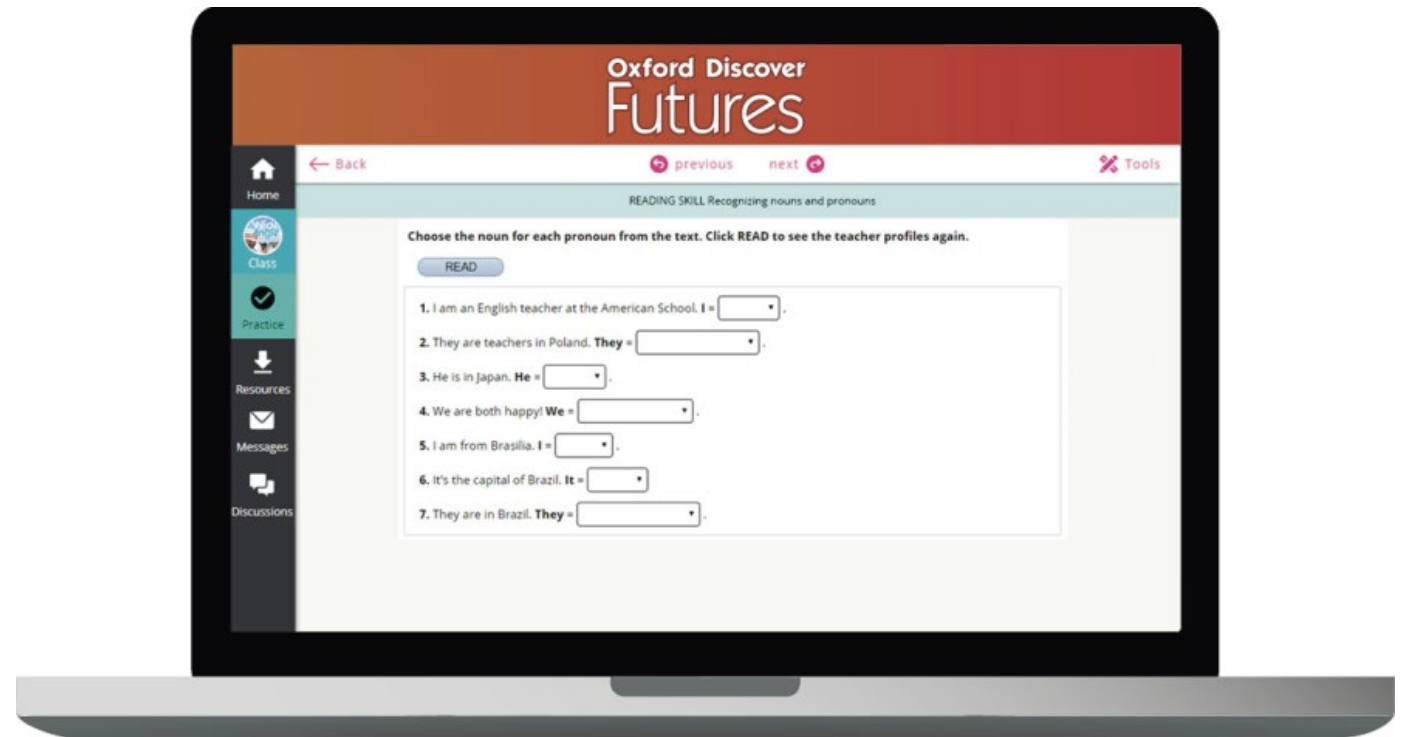 Oxford Discover
Futures
Back
previous
next
Tools
Home
READING SKILL Recognizing nouns and pronouns
Class
Practice
Resources
Messages
Discussions
Choose the noun for each pronoun from the text. Click READ to see the teacher profiles again.
READ
1. I am an English teacher at the American School. I = .
2. They are teachers in Poland. They = .
3. He is in Japan. He = .
4. We are both happy! We = .
5. I am from Brasilia. I = .
6. It's the capital of Brazil. It =
7. They are in Brazil. They = .